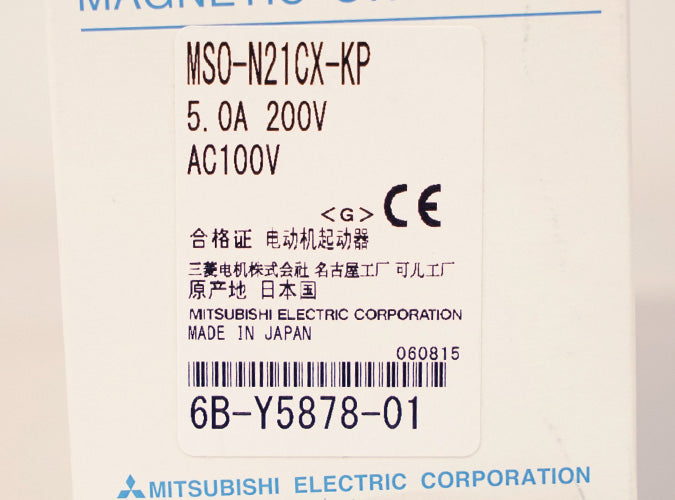 MAGNETIC
MSO-N21CX-KP
5.0A 200V
AC100V
<G> CE
合格证 电动机起动器
三菱电机株式会社 名古屋工厂 可儿工厂
原产地 日本国
MITSUBISHI ELECTRIC CORPORATION
MADE IN JAPAN
060815
6B-Y5878-01
MITSUBISHI ELECTRIC CORPORATION